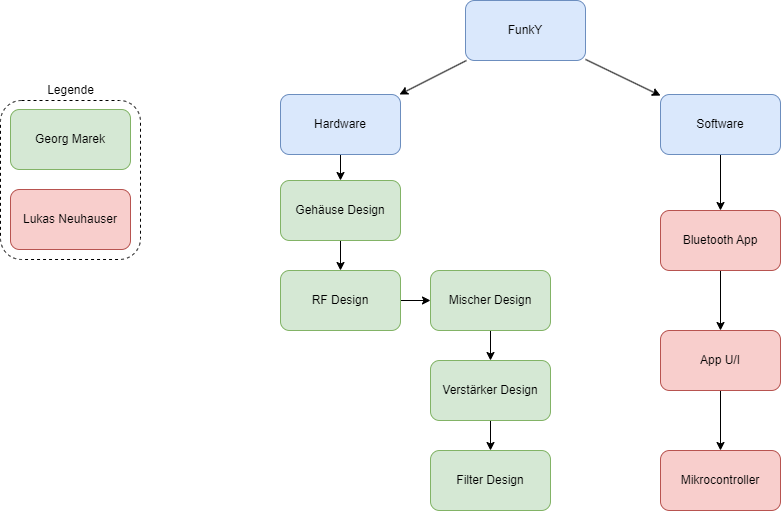 FunkY
Legende
Georg Marek
Lukas Neuhauser
Hardware
Software
Gehäuse Design
Bluetooth App
RF Design
Mischer Design
App U/I
Verstärker Design
Filter Design
Mikrocontroller